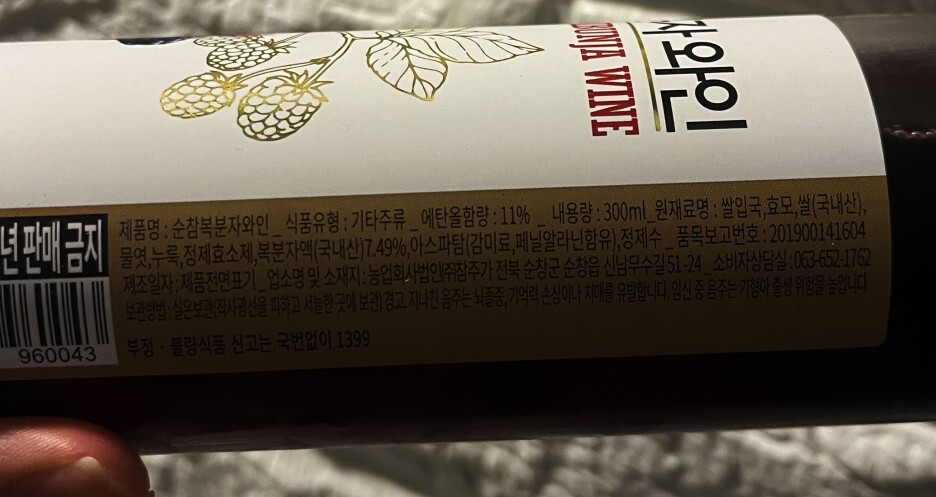 자 와인
SUNJA WINE
년 판매 금지
제품명 : 순참복분자와인 _ 식품유형 : 기타주류 _ 에탄올함량 : 11% _ 내용량 : 300ml_원재료명 : 쌀입국,효모,쌀(국내산),
물엿,누룩,정제효소제,복분자액(국내산)7.49%,아스파탐(감미료,페닐알라닌함유),정제수 _ 품목보고번호 : 201900141604
제조일자 : 제품전면표기_ 업소명 및 소재지 : 농업회사법인㈜참주가 전북 순창군 순창읍 신남무수길 51-24 _소비자상담실 : 063-652-1762
보관방법 : 실온보관(직사광선을 피하고 서늘한 곳에 보관) 경고. 지나친 음주는 뇌졸중, 기억력 손상이나 치매를 유발합니다. 임신 중 음주는 기형아 출생 위험을 높입니다.
부정 · 불량식품 신고는 국번없이 1399
960043